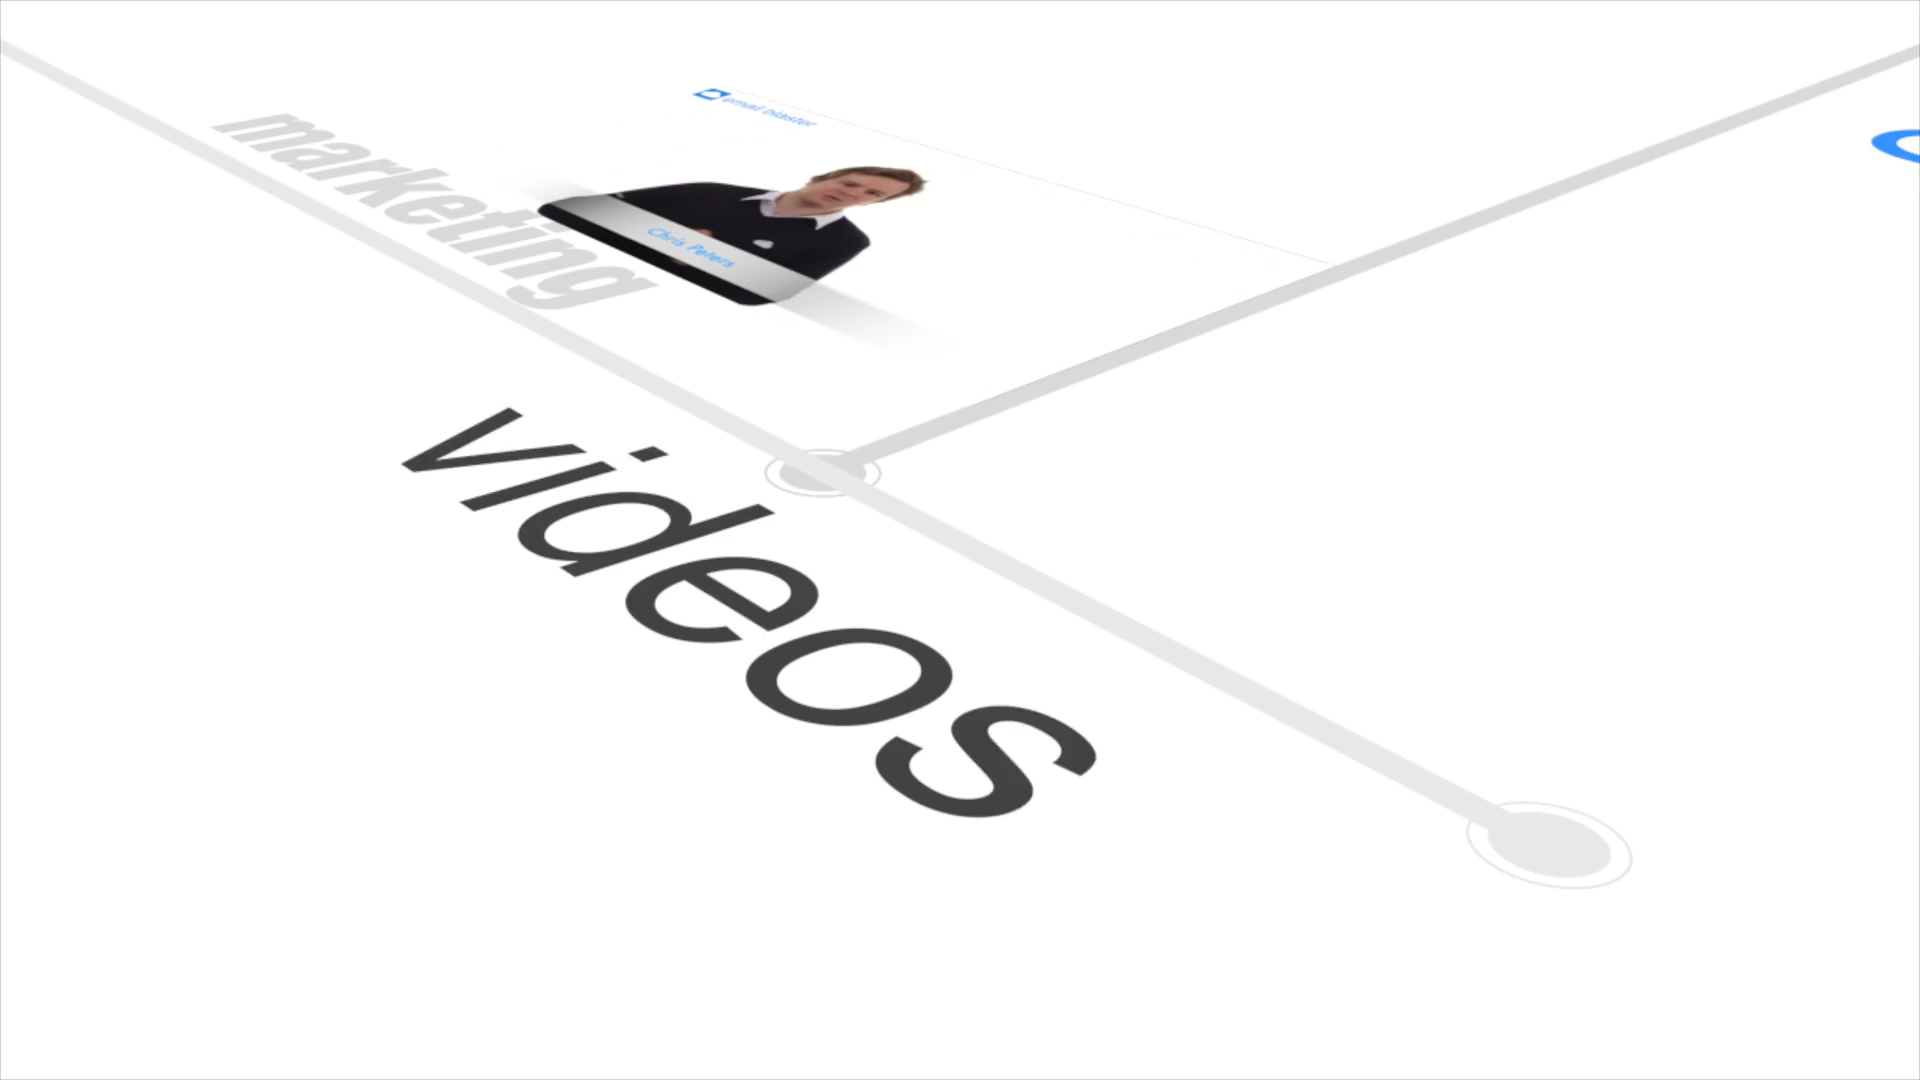 email blaster
marketing
Chris Peters
videos